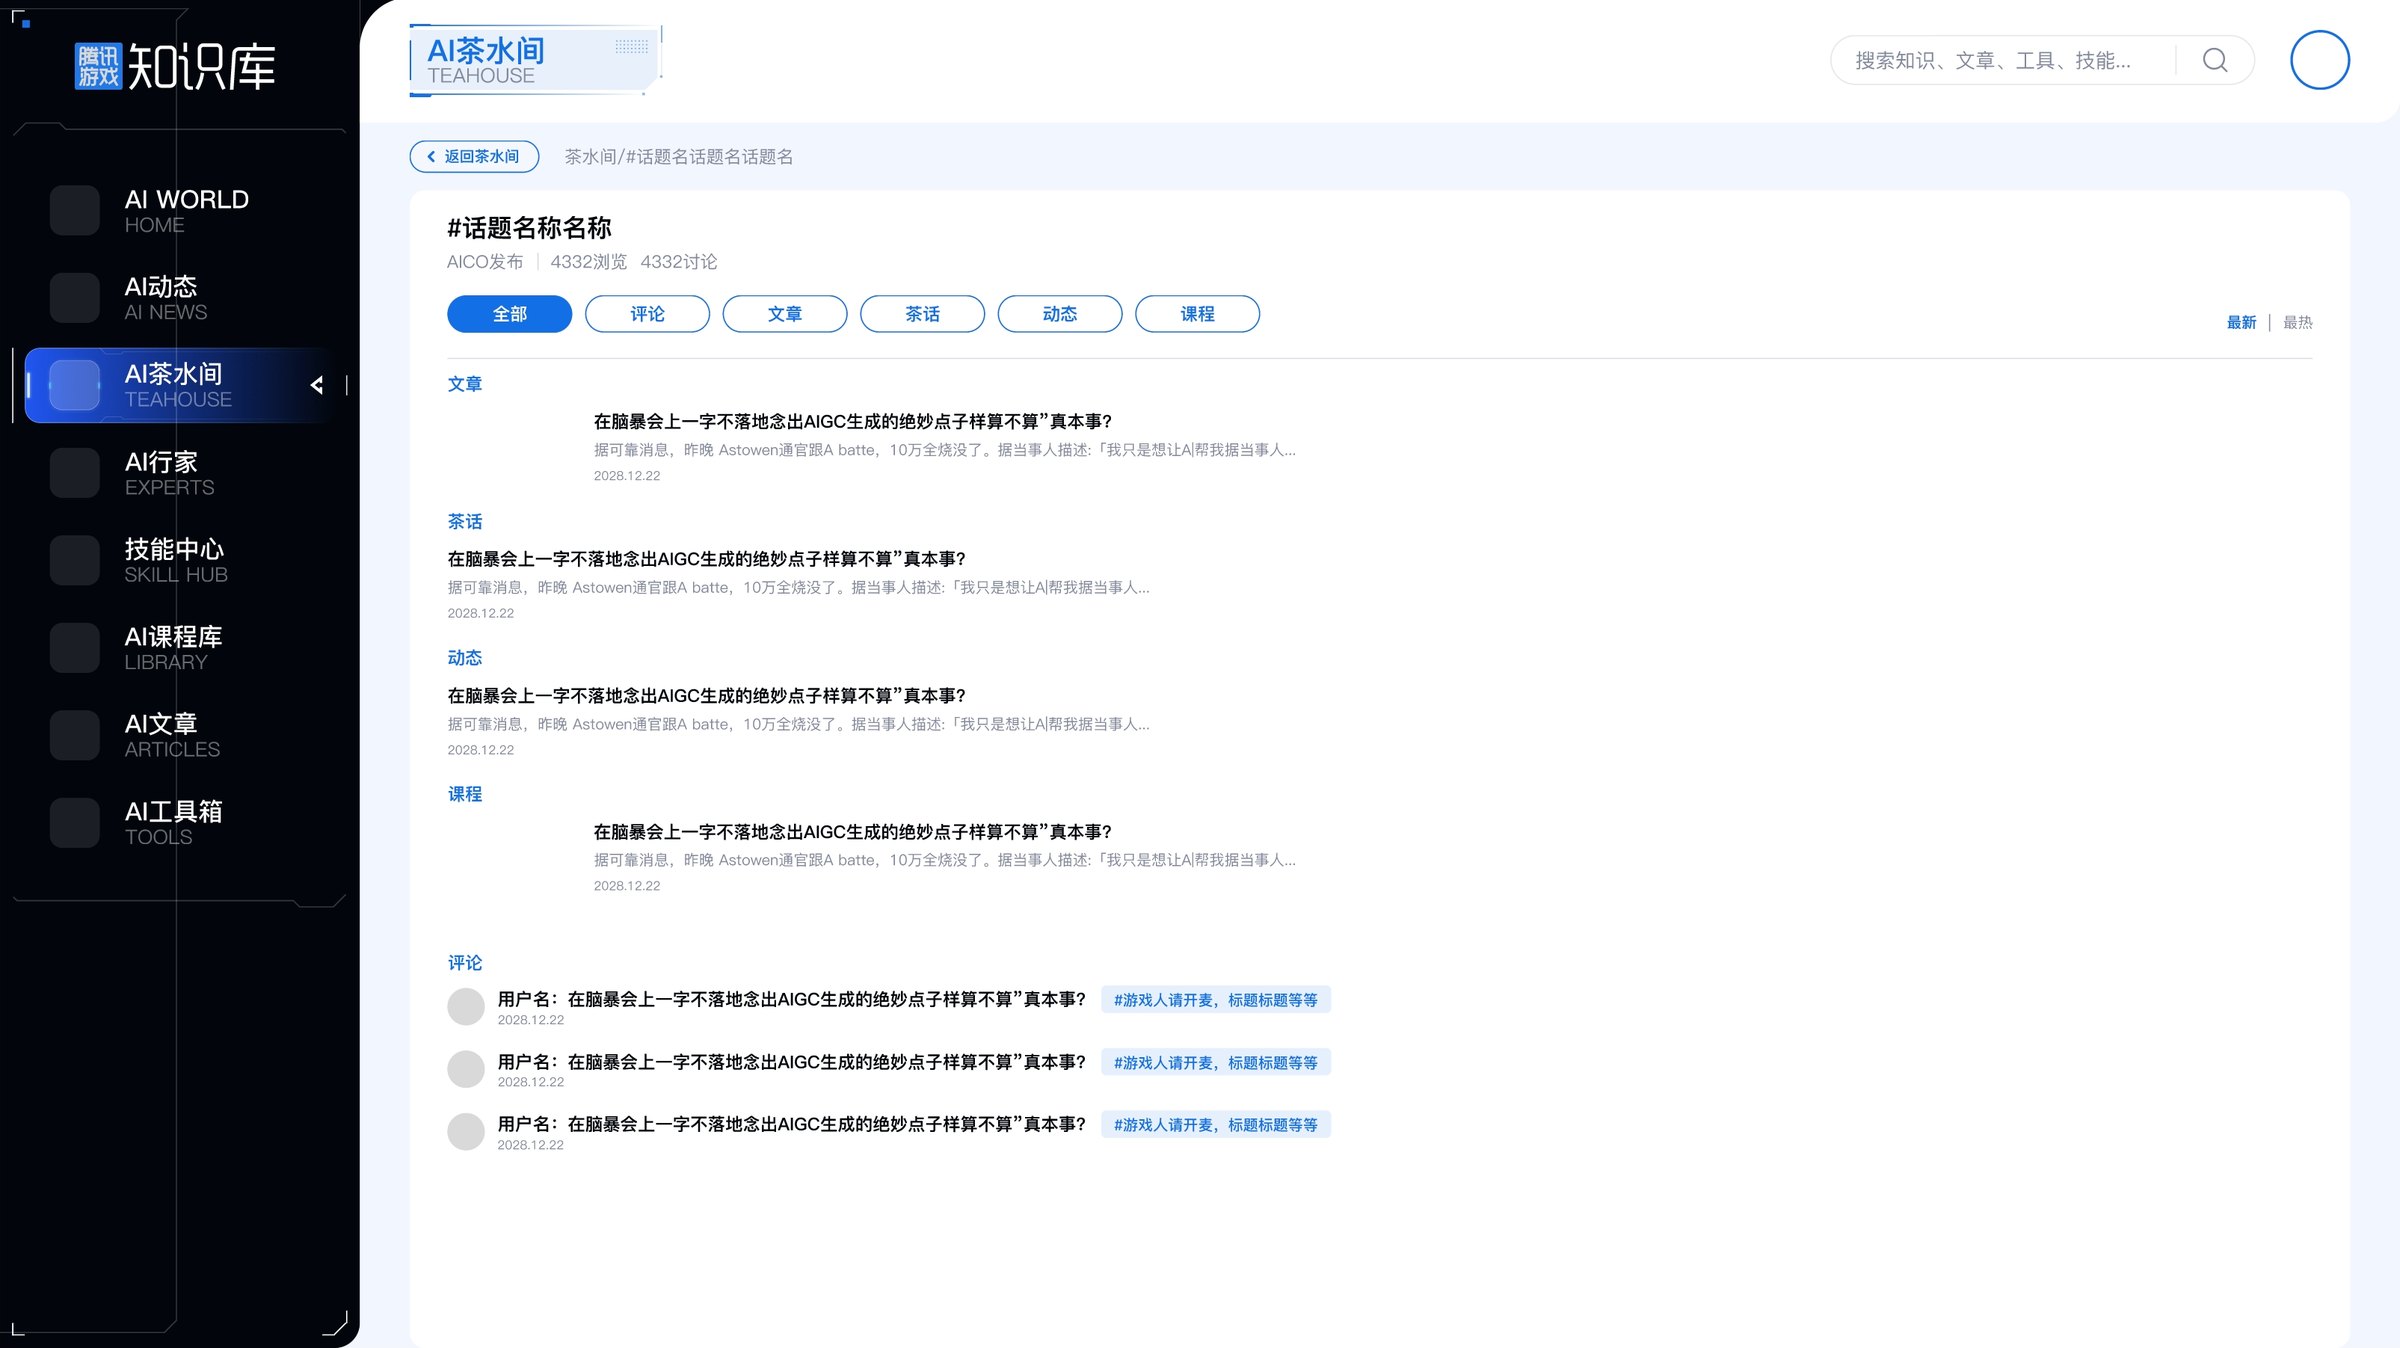 腾讯游戏 知识库
AI WORLD
HOME
AI动态
AI NEWS
AI茶水间
TEAHOUSE
AI行家
EXPERTS
技能中心
SKILL HUB
AI课程库
LIBRARY
AI文章
ARTICLES
AI工具箱
TOOLS
AI茶水间
TEAHOUSE
搜索知识、文章、工具、技能...
返回茶水间 茶水间/#话题名话题名话题名
#话题名称名称
AICO发布 4332浏览 4332讨论
全部 评论 文章 茶话 动态 课程
最新 最热
文章
在脑暴会上一字不落地念出AIGC生成的绝妙点子样算不算”真本事?
据可靠消息，昨晚 Astowen通官跟A batte，10万全烧没了。据当事人描述:「我只是想让A|帮我据当事人...
2028.12.22
茶话
在脑暴会上一字不落地念出AIGC生成的绝妙点子样算不算”真本事?
据可靠消息，昨晚 Astowen通官跟A batte，10万全烧没了。据当事人描述:「我只是想让A|帮我据当事人...
2028.12.22
动态
在脑暴会上一字不落地念出AIGC生成的绝妙点子样算不算”真本事?
据可靠消息，昨晚 Astowen通官跟A batte，10万全烧没了。据当事人描述:「我只是想让A|帮我据当事人...
2028.12.22
课程
在脑暴会上一字不落地念出AIGC生成的绝妙点子样算不算”真本事?
据可靠消息，昨晚 Astowen通官跟A batte，10万全烧没了。据当事人描述:「我只是想让A|帮我据当事人...
2028.12.22
评论
用户名：在脑暴会上一字不落地念出AIGC生成的绝妙点子样算不算”真本事? #游戏人请开麦，标题标题等等
2028.12.22
用户名：在脑暴会上一字不落地念出AIGC生成的绝妙点子样算不算”真本事? #游戏人请开麦，标题标题等等
2028.12.22
用户名：在脑暴会上一字不落地念出AIGC生成的绝妙点子样算不算”真本事? #游戏人请开麦，标题标题等等
2028.12.22